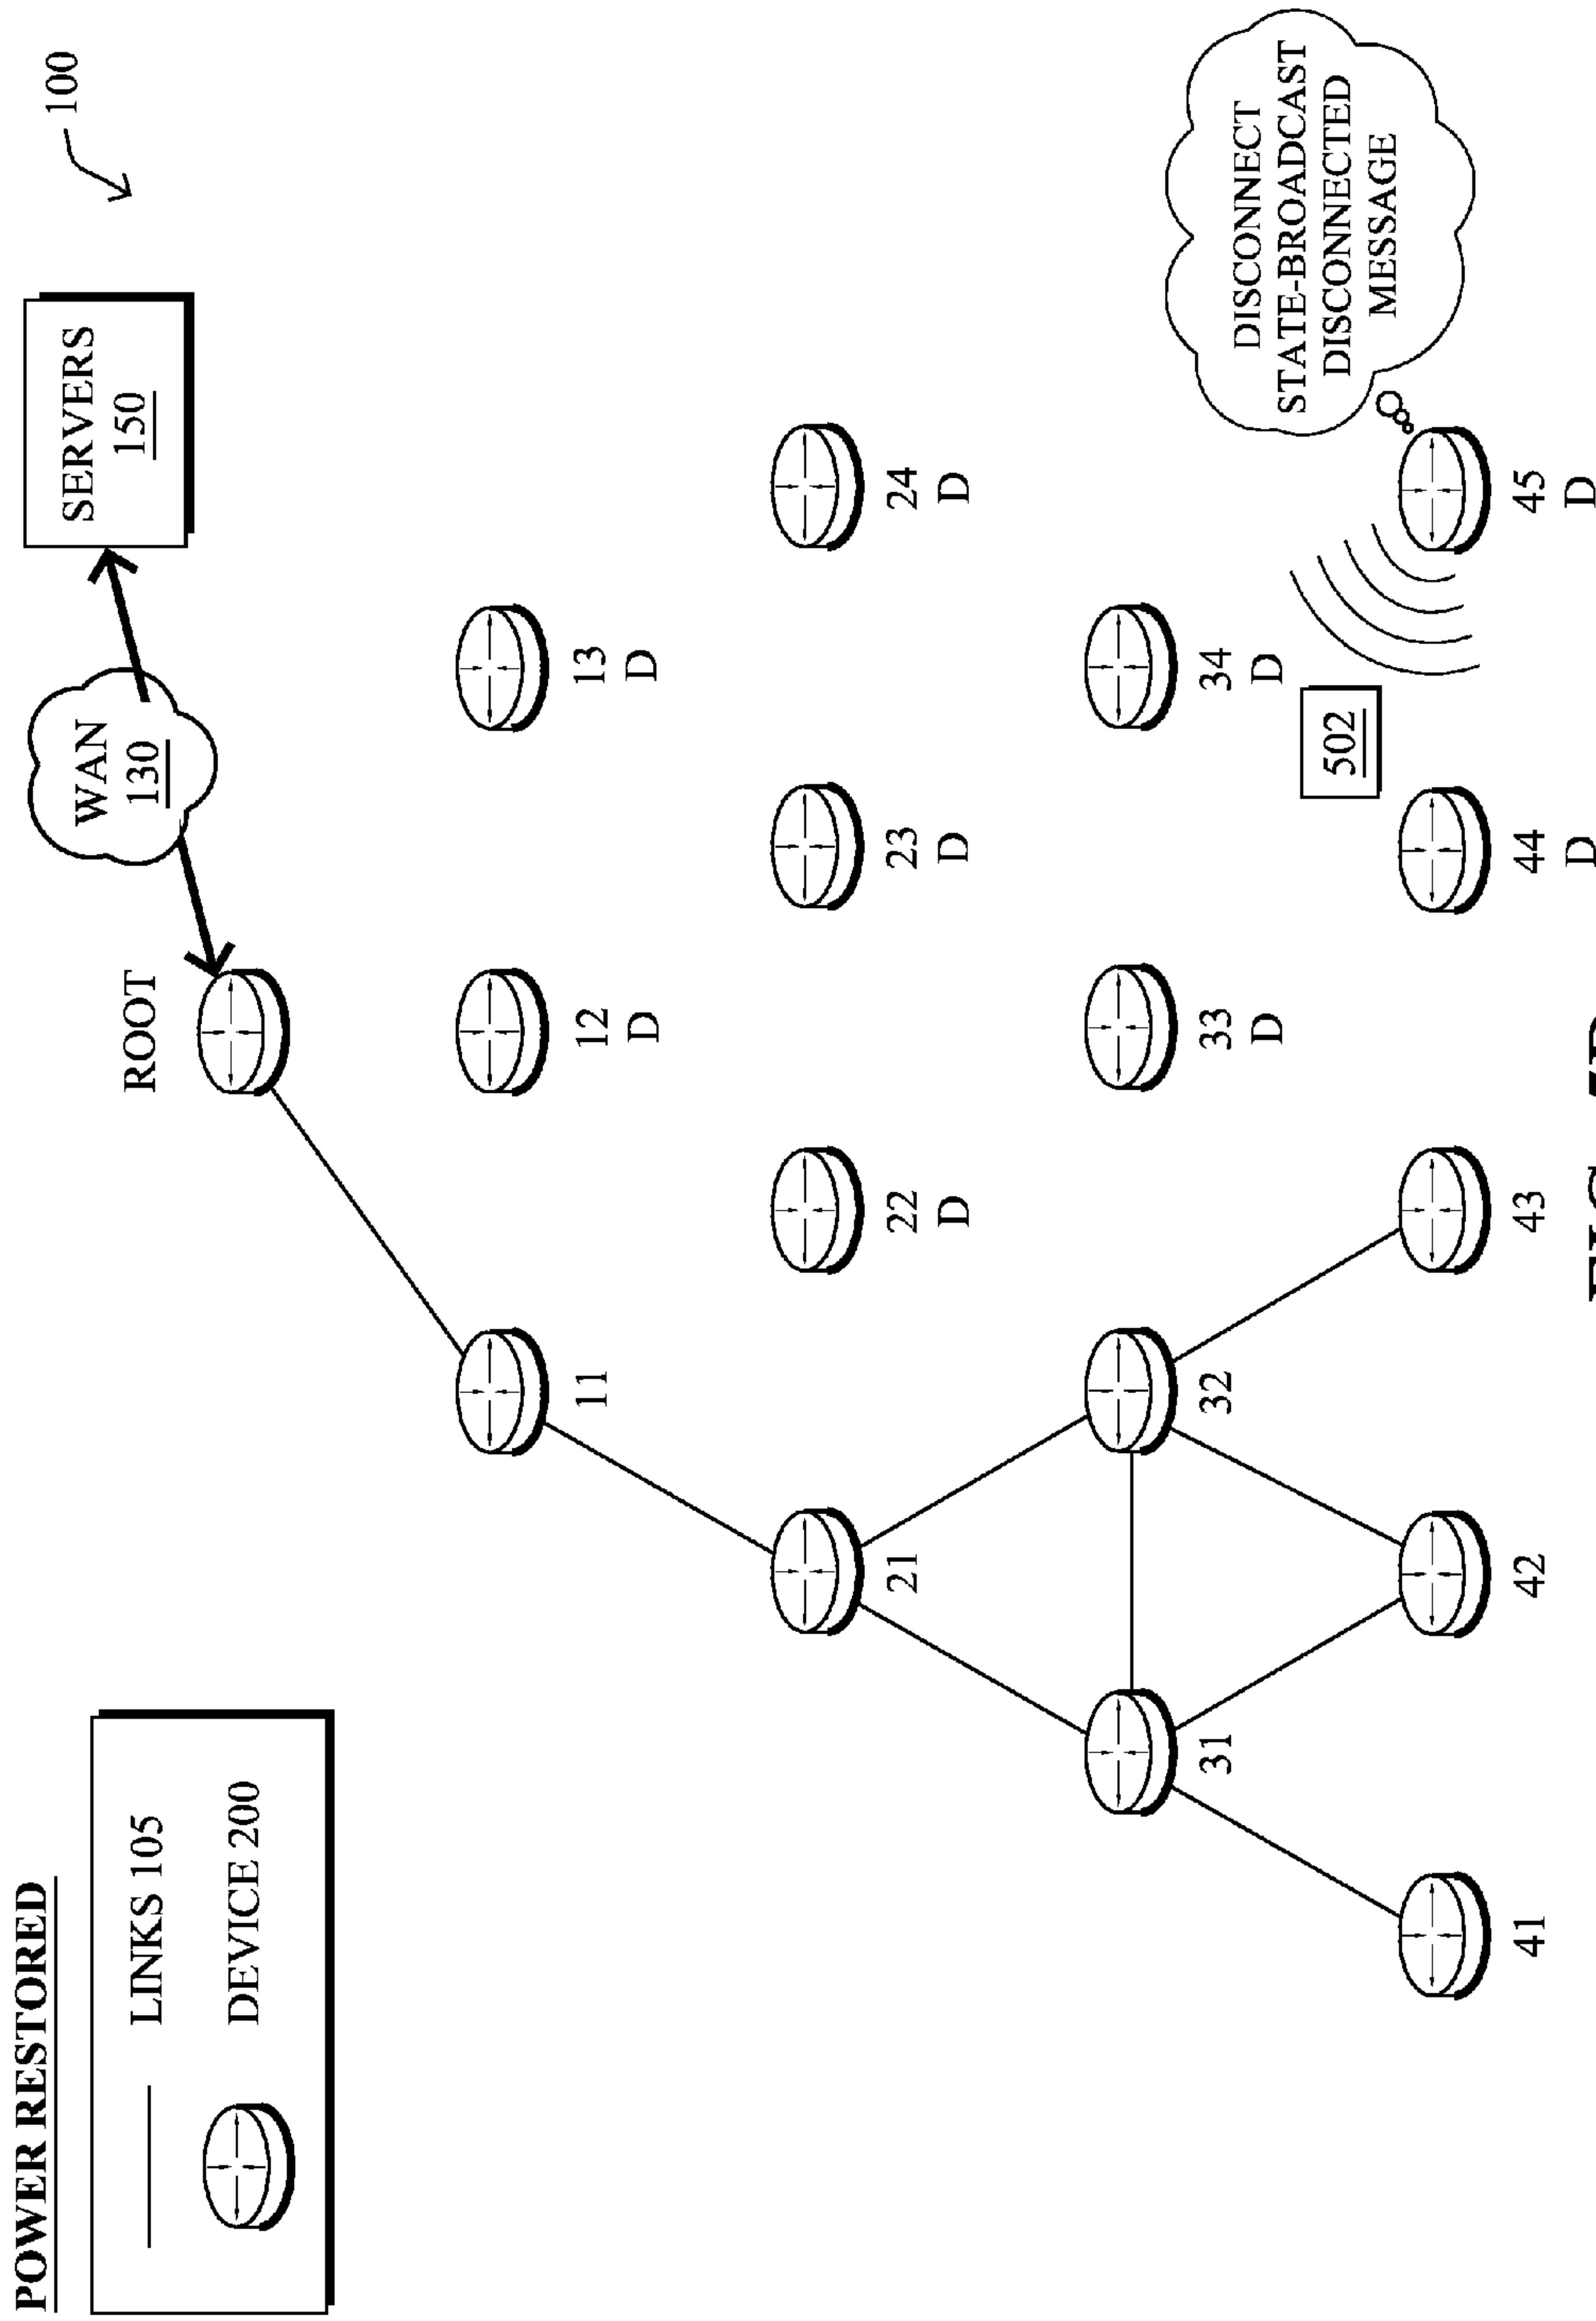 POWER RESTORED
LINKS 105
DEVICE 200
100
SERVERS
150
WAN
130
ROOT
11
12
D
13
D
21
22
D
23
D
24
D
31
32
33
D
34
D
502
DISCONNECT
STATE-BROADCAST
DISCONNECTED
MESSAGE
41
42
43
44
D
45
D